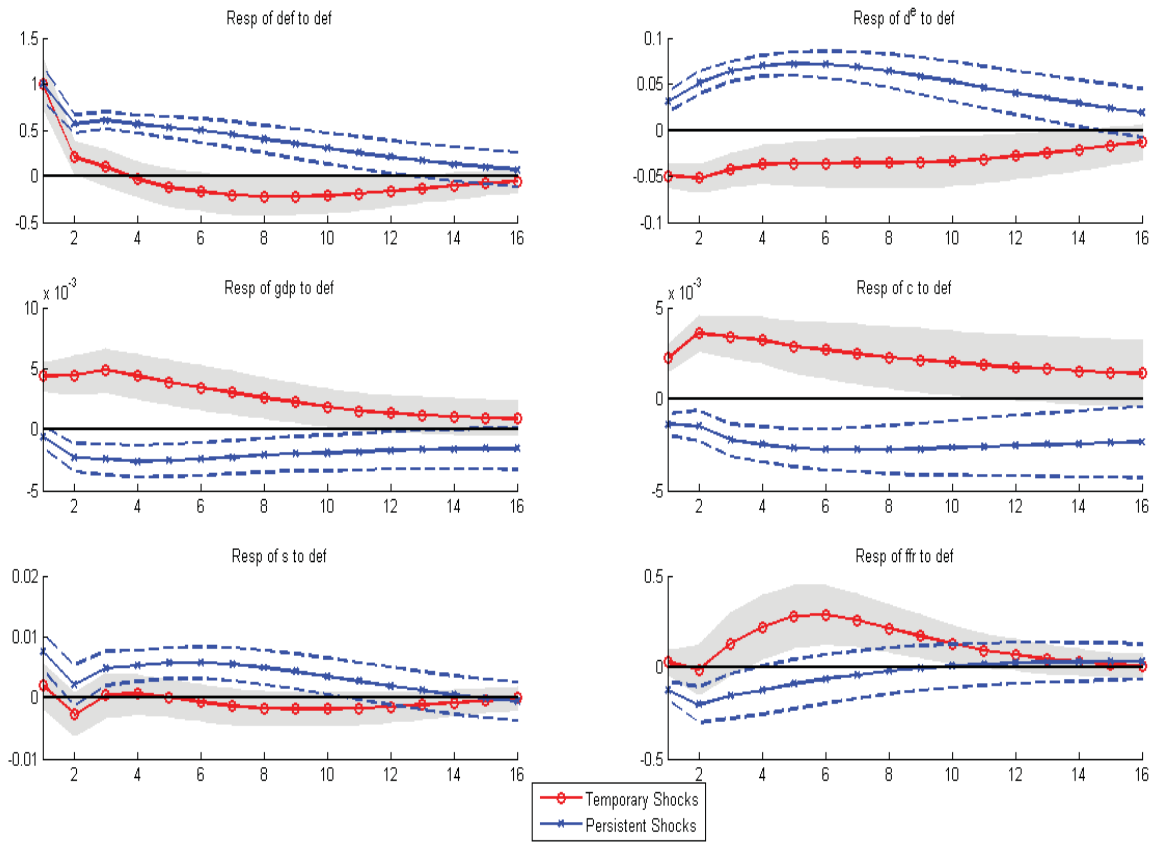 Resp of def to def
1.5
1
0.5
0
-0.5
2 4 6 8 10 12 14 16
Resp of d^e to def
0.1
0.05
0
-0.05
-0.1
2 4 6 8 10 12 14 16
Resp of gdp to def
x 10^-3
10
5
0
-5
2 4 6 8 10 12 14 16
Resp of c to def
x 10^-3
5
0
-5
2 4 6 8 10 12 14 16
Resp of s to def
0.02
0.01
0
-0.01
2 4 6 8 10 12 14 16
Resp of ffr to def
0.5
0
-0.5
2 4 6 8 10 12 14 16
Temporary Shocks
Persistent Shocks